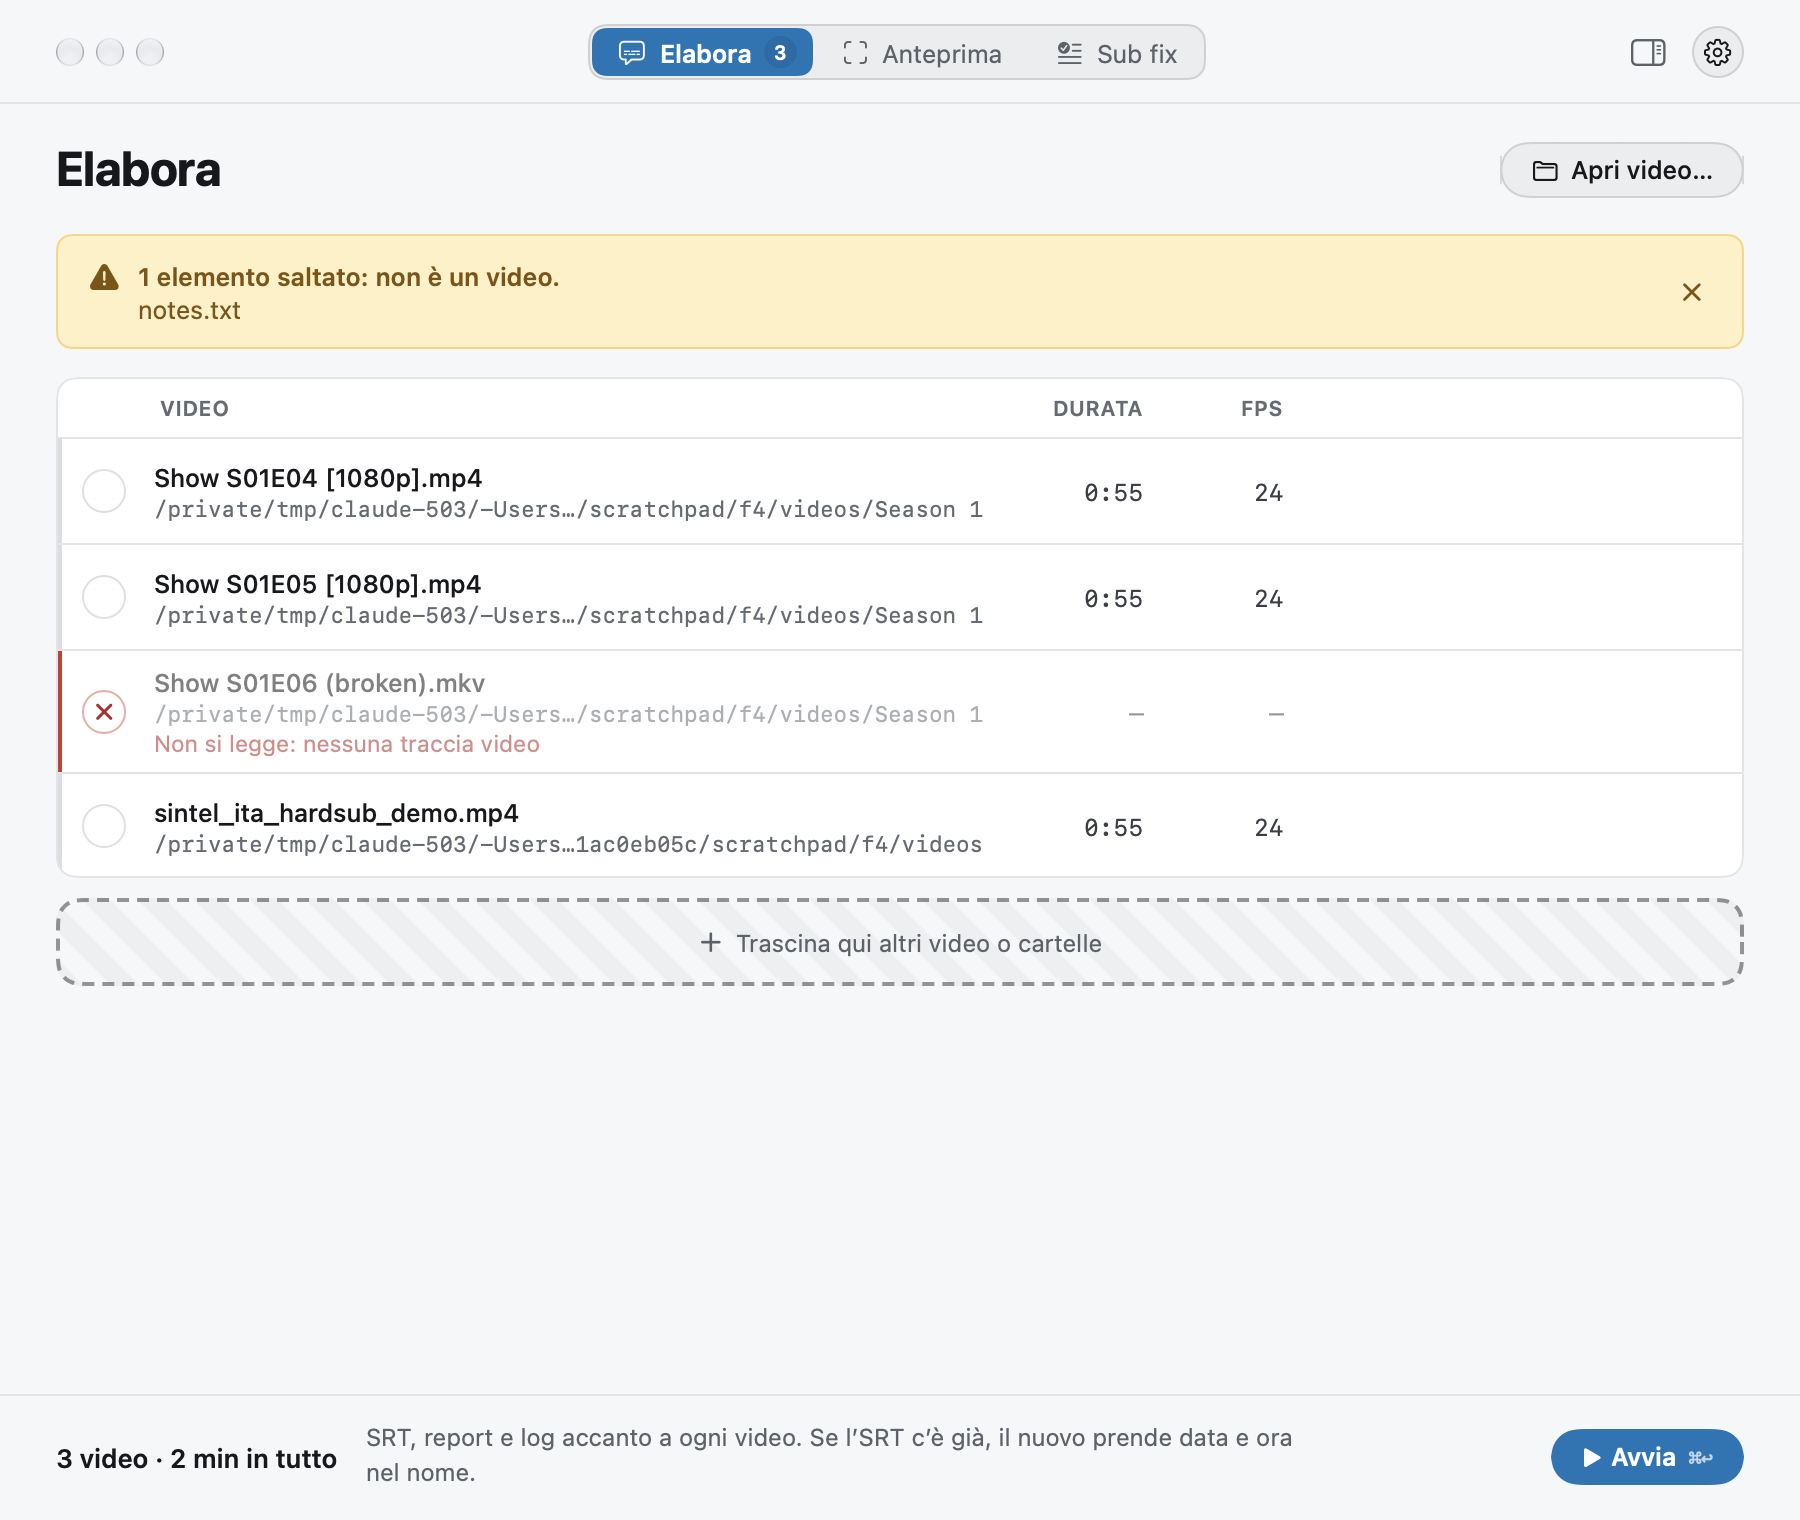 Elabora 3 Anteprima Sub fix
Elabora
Apri video...
1 elemento saltato: non è un video.
notes.txt
VIDEO DURATA FPS
Show S01E04 [1080p].mp4
/private/tmp/claude-503/-Users…/scratchpad/f4/videos/Season 1
0:55 24
Show S01E05 [1080p].mp4
/private/tmp/claude-503/-Users…/scratchpad/f4/videos/Season 1
0:55 24
Show S01E06 (broken).mkv
/private/tmp/claude-503/-Users…/scratchpad/f4/videos/Season 1
Non si legge: nessuna traccia video
– –
sintel_ita_hardsub_demo.mp4
/private/tmp/claude-503/-Users…1ac0eb05c/scratchpad/f4/videos
0:55 24
+ Trascina qui altri video o cartelle
3 video · 2 min in tutto
SRT, report e log accanto a ogni video. Se l’SRT c’è già, il nuovo prende data e ora
nel nome.
Avvia ⌘↩